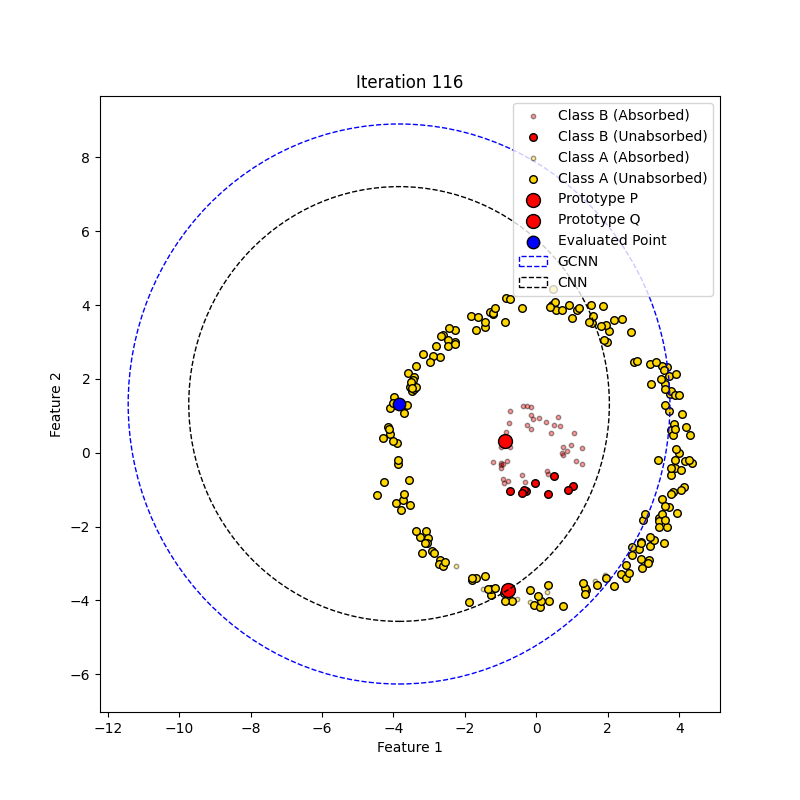 Iteration 116
Class B (Absorbed)
Class B (Unabsorbed)
Class A (Absorbed)
Class A (Unabsorbed)
Prototype P
Prototype Q
Evaluated Point
GCNN
CNN
8
6
4
2
0
−2
−4
−6
Feature 2
−12 −10 −8 −6 −4 −2 0 2 4
Feature 1